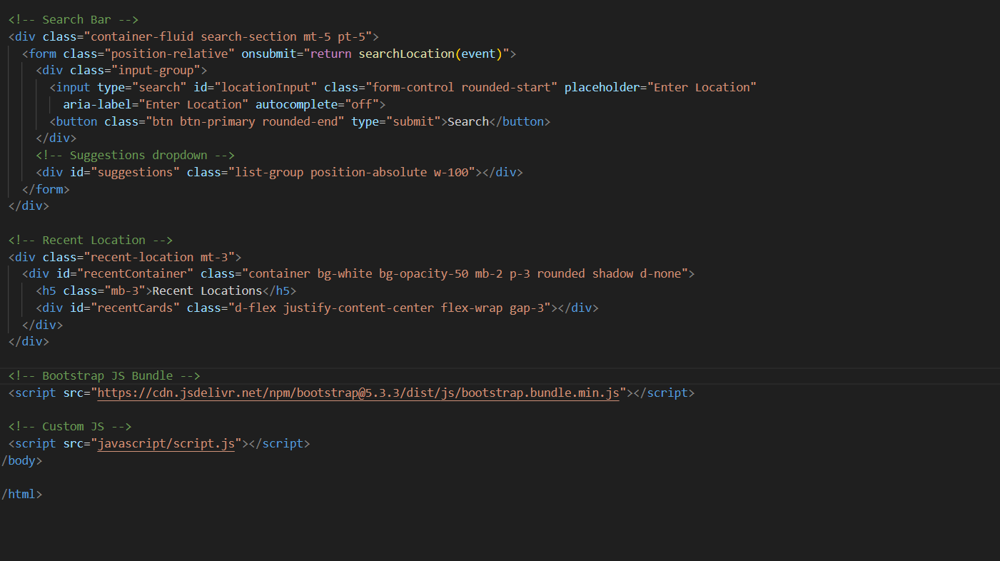 <!-- Search Bar -->
<div class="container-fluid search-section mt-5 pt-5">
<form class="position-relative" onsubmit="return searchLocation(event)">
<div class="input-group">
<input type="search" id="locationInput" class="form-control rounded-start" placeholder="Enter Location"
aria-label="Enter Location" autocomplete="off">
<button class="btn btn-primary rounded-end" type="submit">Search</button>
</div>
<!-- Suggestions dropdown -->
<div id="suggestions" class="list-group position-absolute w-100"></div>
</form>
</div>
<!-- Recent Location -->
<div class="recent-location mt-3">
<div id="recentContainer" class="container bg-white bg-opacity-50 mb-2 p-3 rounded shadow d-none">
<h5 class="mb-3">Recent Locations</h5>
<div id="recentCards" class="d-flex justify-content-center flex-wrap gap-3"></div>
</div>
</div>
<!-- Bootstrap JS Bundle -->
<script src="https://cdn.jsdelivr.net/npm/bootstrap@5.3.3/dist/js/bootstrap.bundle.min.js"></script>
<!-- Custom JS -->
<script src="javascript/script.js"></script>
/body>
/html>